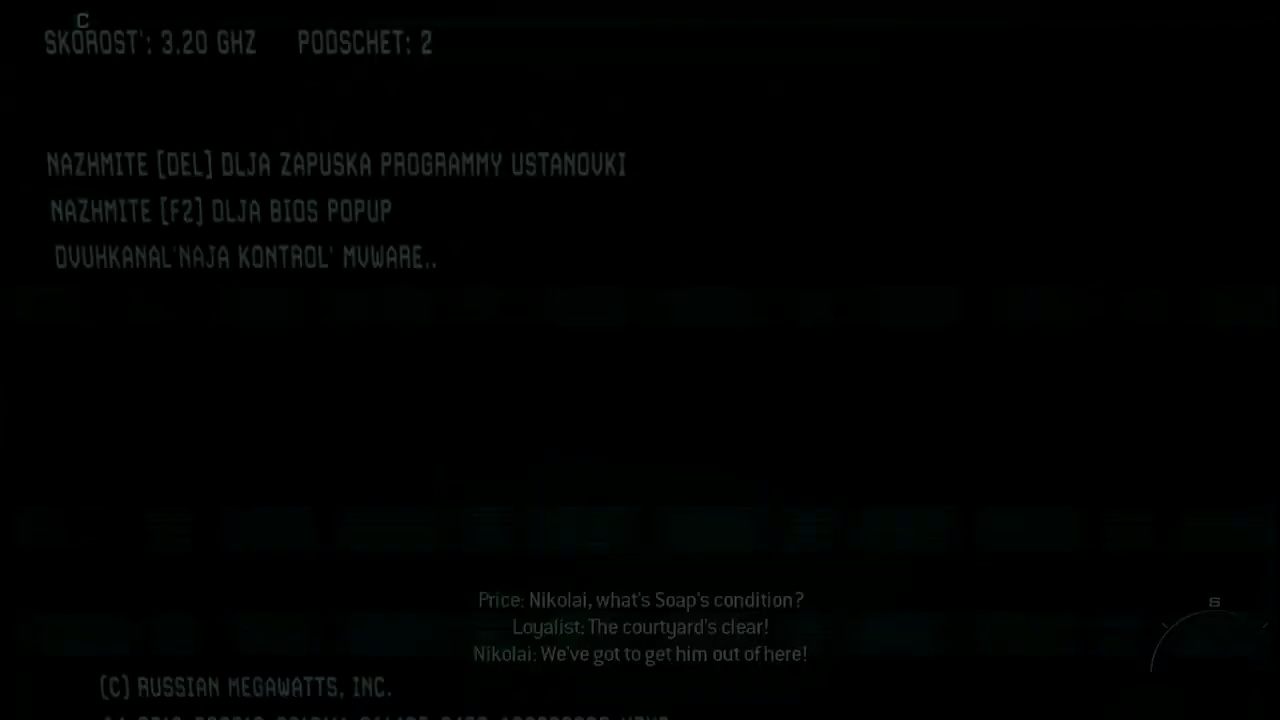 C
SKOROST': 3.20 GHZ PODSCHET: 2
NAZHMITE [DEL] DLJA ZAPUSKA PROGRAMMY USTANOVKI
NAZHMITE [F2] DLJA BIOS POPUP
DVUHKANAL'NAJA KONTROL' MVWARE..
Price: Nikolai, what's Soap's condition?
Loyalist: The courtyard's clear!
Nikolai: We've got to get him out of here!
S
(C) RUSSIAN MEGAWATTS, INC.